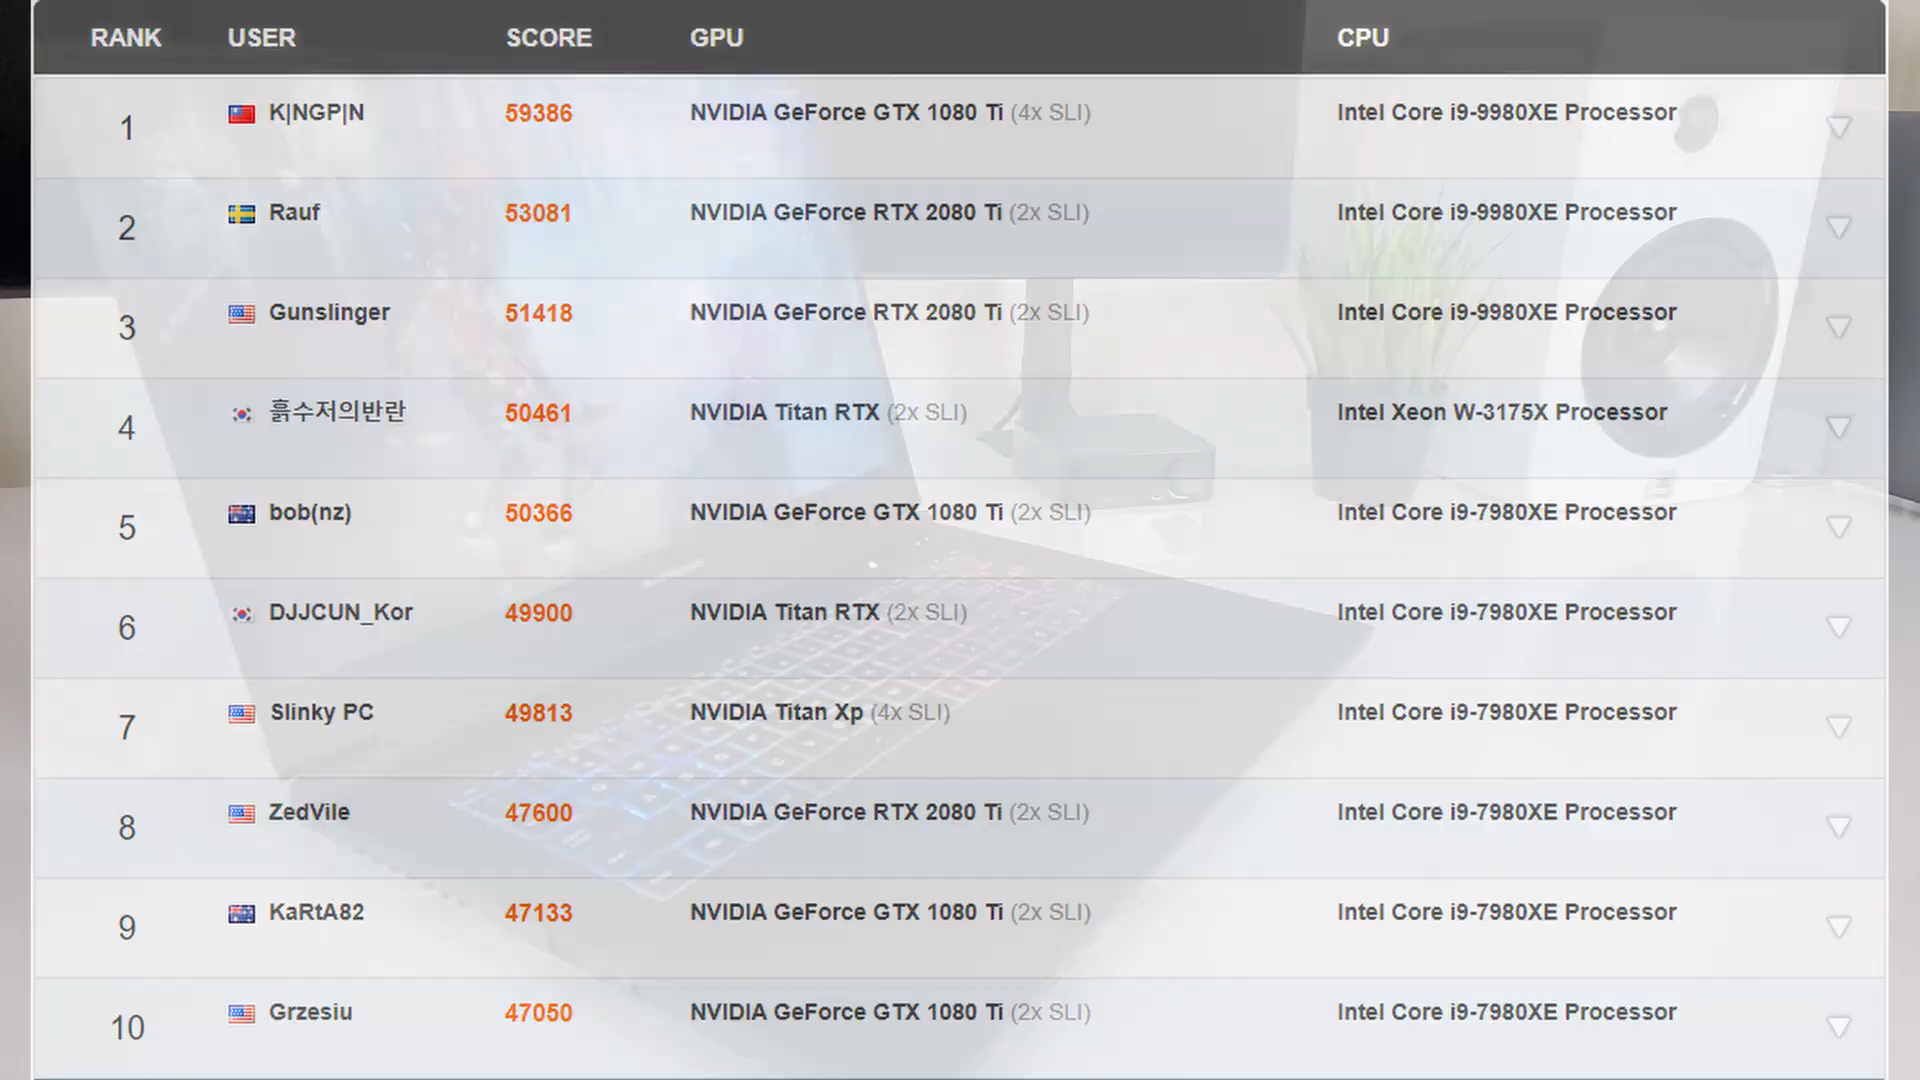 RANK USER SCORE GPU CPU
1 K|NGP|N 59386 NVIDIA GeForce GTX 1080 Ti (4x SLI) Intel Core i9-9980XE Processor
2 Rauf 53081 NVIDIA GeForce RTX 2080 Ti (2x SLI) Intel Core i9-9980XE Processor
3 Gunslinger 51418 NVIDIA GeForce RTX 2080 Ti (2x SLI) Intel Core i9-9980XE Processor
4 흙수저의반란 50461 NVIDIA Titan RTX (2x SLI) Intel Xeon W-3175X Processor
5 bob(nz) 50366 NVIDIA GeForce GTX 1080 Ti (2x SLI) Intel Core i9-7980XE Processor
6 DJJCUN_Kor 49900 NVIDIA Titan RTX (2x SLI) Intel Core i9-7980XE Processor
7 Slinky PC 49813 NVIDIA Titan Xp (4x SLI) Intel Core i9-7980XE Processor
8 ZedVile 47600 NVIDIA GeForce RTX 2080 Ti (2x SLI) Intel Core i9-7980XE Processor
9 KaRtA82 47133 NVIDIA GeForce GTX 1080 Ti (2x SLI) Intel Core i9-7980XE Processor
10 Grzesiu 47050 NVIDIA GeForce GTX 1080 Ti (2x SLI) Intel Core i9-7980XE Processor